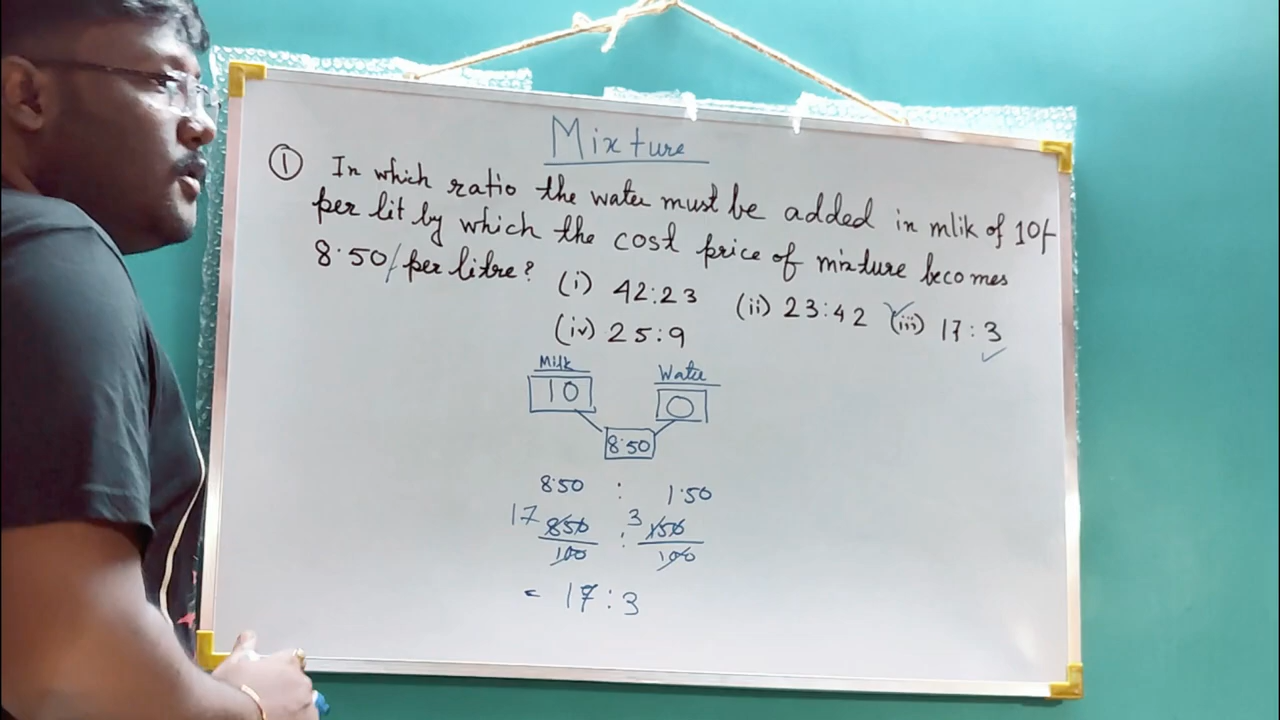 Mixture
① In which ratio the water must be added in mlik of 10/-
per lit by which the cost price of mixture becomes
8.50/ per litre? (i) 42:23 (ii) 23:42 (iii) 17:3
(iv) 25:9
Milk Water
10 0
8.50
8.50 : 1.50
17 850 : 3 150
100 100
= 17:3